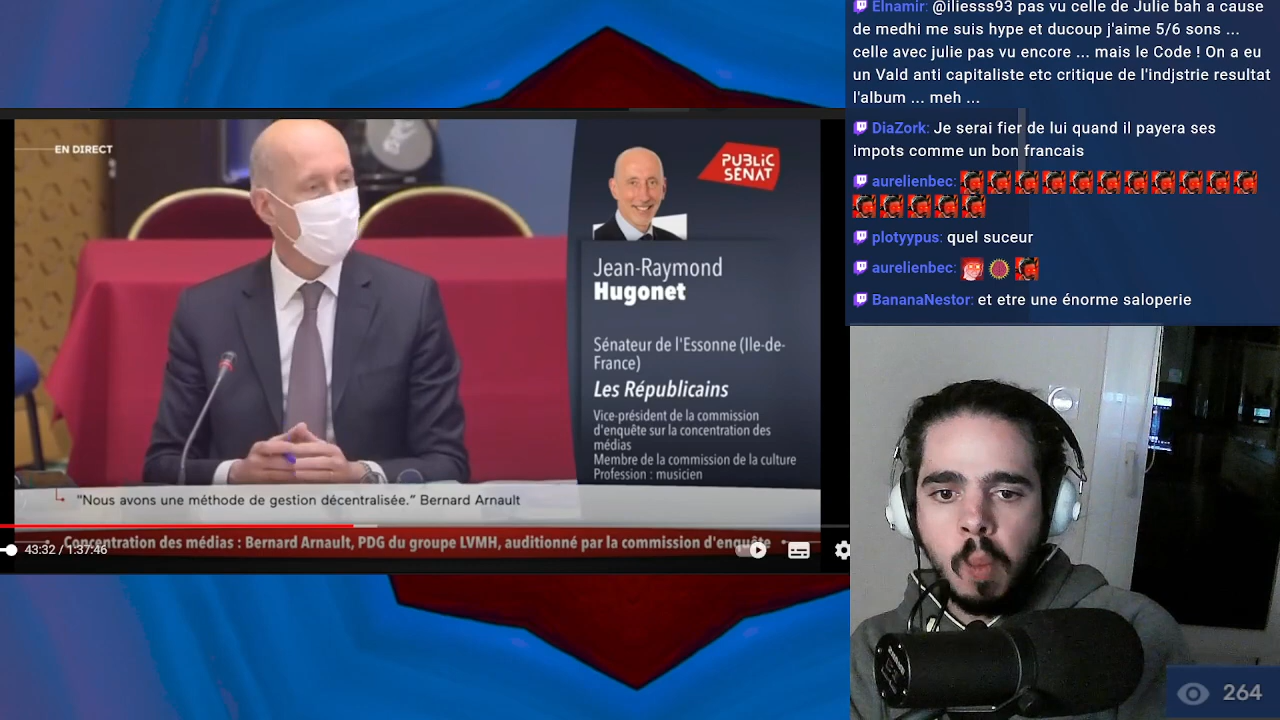 Elnamir: @iliesss93 pas vu celle de Julie bah a cause
de medhi me suis hype et ducoup j'aime 5/6 sons ...
celle avec julie pas vu encore ... mais le Code ! On a eu
un Vald anti capitaliste etc critique de l'indjstrie resultat
l'album ... meh ...
DiaZork: Je serai fier de lui quand il payera ses
impots comme un bon francais
aurelienbec:
plotyypus: quel suceur
aurelienbec:
BananaNestor: et etre une énorme saloperie
EN DIRECT
PUBLIC
SÉNAT
Jean-Raymond
Hugonet
Sénateur de l'Essonne (Ile-de-
France)
Les Républicains
Vice-président de la commission
d'enquête sur la concentration des
médias
Membre de la commission de la culture
Profession : musicien
"Nous avons une méthode de gestion décentralisée." Bernard Arnault
Concentration des médias : Bernard Arnault, PDG du groupe LVMH, auditionné par la commission d'enquête
43:32 / 1:37:46
264